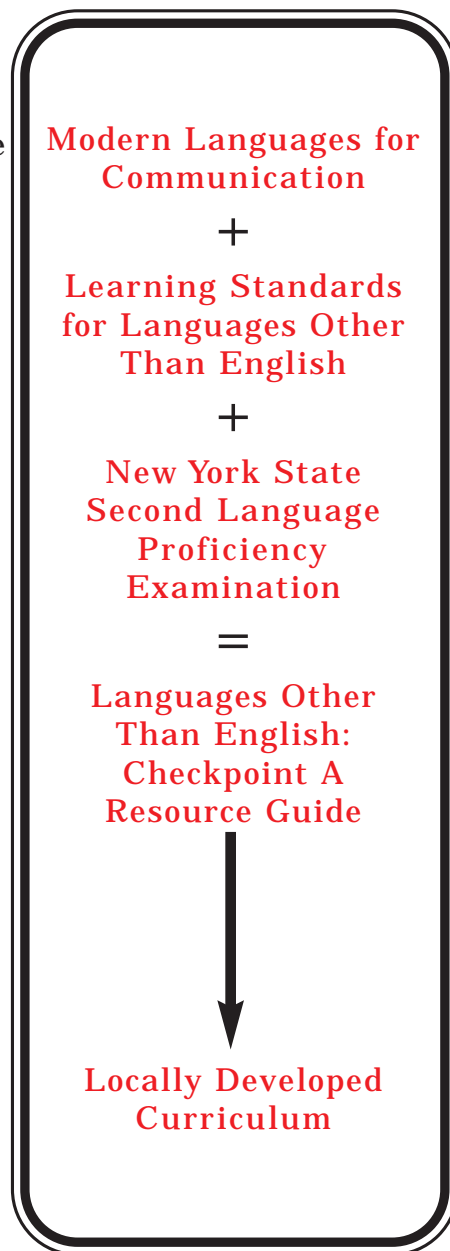 e
Modern Languages for
Communication
+
Learning Standards
for Languages Other
Than English
+
New York State
Second Language
Proficiency
Examination
=
Languages Other
Than English:
Checkpoint A
Resource Guide
Locally Developed
Curriculum